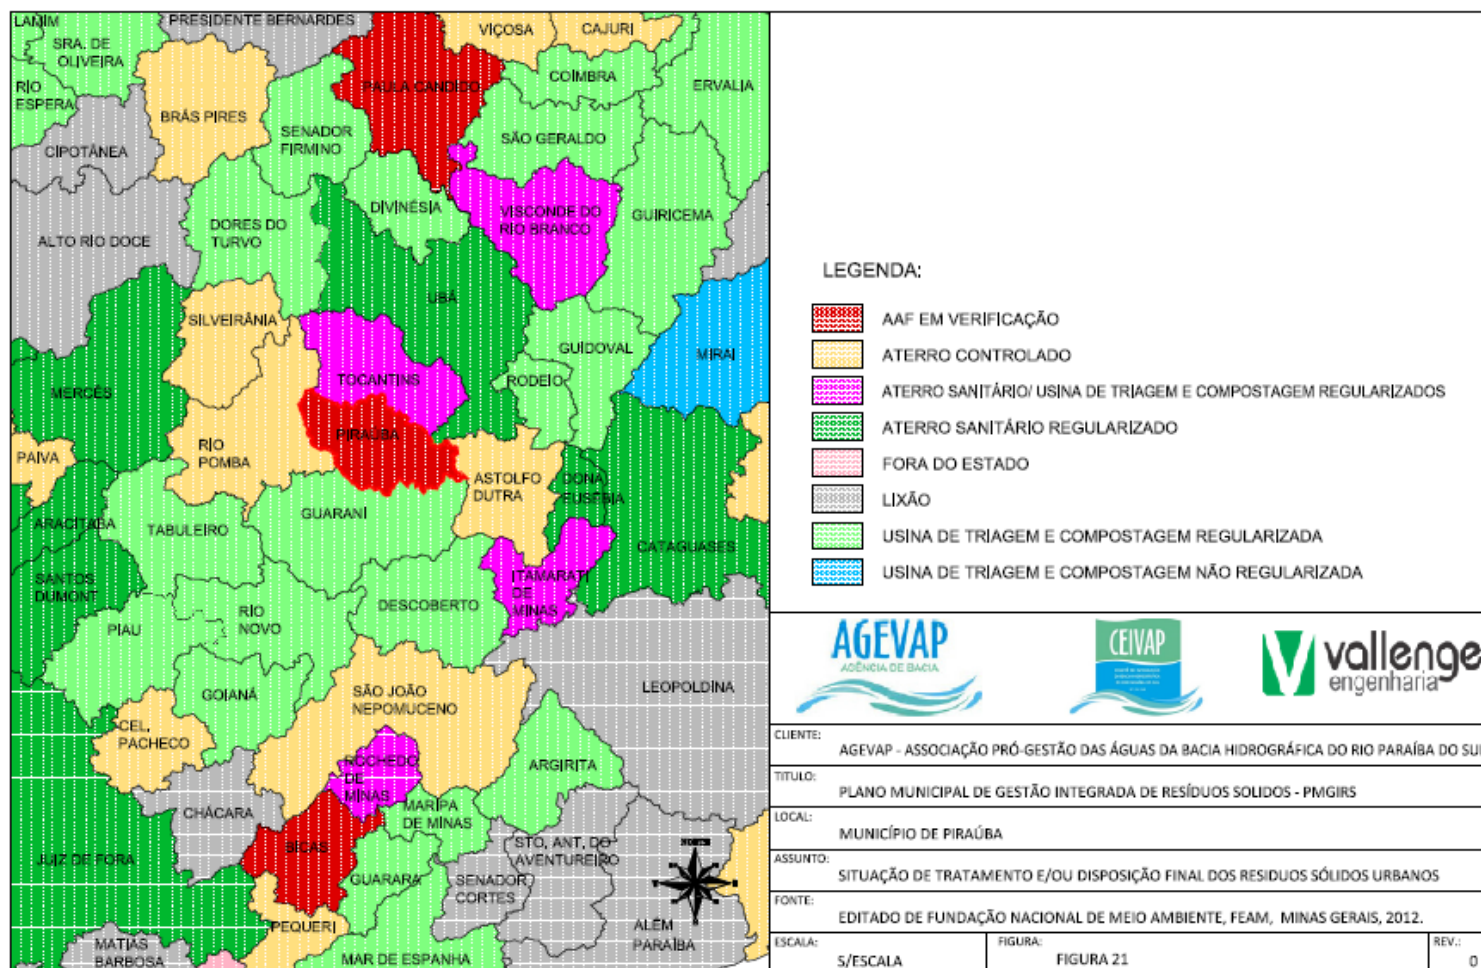 LAMIM
PRESIDENTE BERNARDES
VIÇOSA
CAJURI
SRA. DE
OLIVEIRA
RIO
ESPERA
BRÁS PIRES
PAULA CANDIDO
COIMBRA
ERVALIA
CIPOTÂNEA
SENADOR
FIRMINO
SÃO GERALDO
ALTO RIO DOCE
DORES DO
TURVO
DIVINÉSIA
VISCONDE DO
RIO BRANCO
GUIRICEMA
UBÁ
SILVEIRÂNIA
GUIDOVAL
MIRAI
MERCÊS
TOCANTINS
RODEIO
PIRAÚBA
PAIVA
RIO
POMBA
ASTOLFO
DUTRA
DONA
EUSÉBIA
ARACITABA
TABULEIRO
GUARANI
CATAGUASES
SANTOS
DUMONT
ITAMARATI
DE
MINAS
PIAU
RIO
NOVO
DESCOBERTO
GOIANÁ
SÃO JOÃO
NEPOMUCENO
LEOPOLDINA
CEL.
PACHECO
ROCHEDO
DE
MINAS
ARGIRITA
CHÁCARA
MARIPA
DE MINAS
JUIZ DE FORA
BICAS
STO. ANT. DO
AVENTUREIRO
GUARARA
SENADOR
CORTES
PEQUERI
ALÉM
PARAÍBA
MATIAS
BARBOSA
MAR DE ESPANHA
NORTE
LEGENDA:
AAF EM VERIFICAÇÃO
ATERRO CONTROLADO
ATERRO SANITÁRIO/ USINA DE TRIAGEM E COMPOSTAGEM REGULARIZADOS
ATERRO SANITÁRIO REGULARIZADO
FORA DO ESTADO
LIXÃO
USINA DE TRIAGEM E COMPOSTAGEM REGULARIZADA
USINA DE TRIAGEM E COMPOSTAGEM NÃO REGULARIZADA
AGEVAP
AGÊNCIA DE BACIA
CEIVAP
vallenge
engenharia
CLIENTE:
AGEVAP - ASSOCIAÇÃO PRÓ-GESTÃO DAS ÁGUAS DA BACIA HIDROGRÁFICA DO RIO PARAÍBA DO SUL
TITULO:
PLANO MUNICIPAL DE GESTÃO INTEGRADA DE RESÍDUOS SOLIDOS - PMGIRS
LOCAL:
MUNICÍPIO DE PIRAÚBA
ASSUNTO:
SITUAÇÃO DE TRATAMENTO E/OU DISPOSIÇÃO FINAL DOS RESIDUOS SÓLIDOS URBANOS
FONTE:
EDITADO DE FUNDAÇÃO NACIONAL DE MEIO AMBIENTE, FEAM, MINAS GERAIS, 2012.
ESCALA:
S/ESCALA
FIGURA:
FIGURA 21
REV.:
0